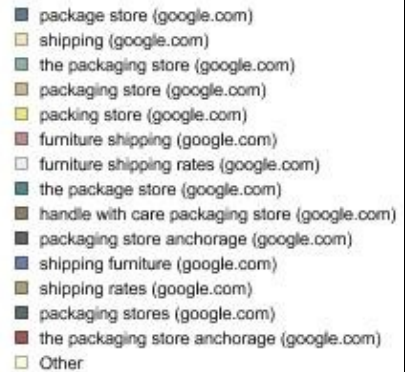 package store (google.com)
shipping (google.com)
the packaging store (google.com)
packaging store (google.com)
packing store (google.com)
furniture shipping (google.com)
furniture shipping rates (google.com)
the package store (google.com)
handle with care packaging store (google.com)
packaging store anchorage (google.com)
shipping furniture (google.com)
shipping rates (google.com)
packaging stores (google.com)
the packaging store anchorage (google.com)
Other